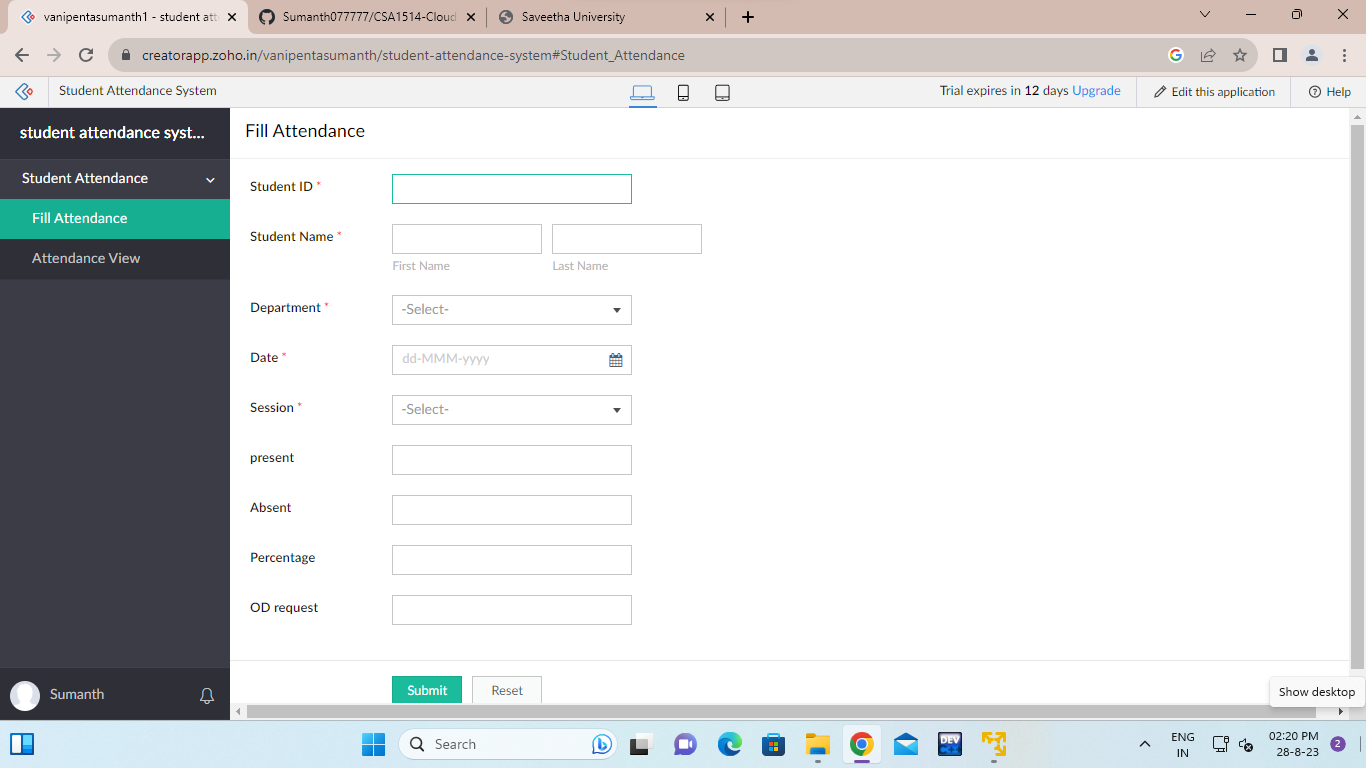 vanipentasumanth1 - student att
Sumanth077777/CSA1514-Cloud
Saveetha University
creatorapp.zoho.in/vanipentasumanth/student-attendance-system#Student_Attendance
Student Attendance System
Trial expires in 12 days Upgrade
Edit this application
Help
student attendance syst...
Student Attendance
Fill Attendance
Attendance View
Fill Attendance
Student ID *
Student Name *
First Name
Last Name
Department *
-Select-
Date *
dd-MMM-yyyy
Session *
-Select-
present
Absent
Percentage
OD request
Submit
Reset
Sumanth
Show desktop
Search
DEV
ENG
IN
02:20 PM
28-8-23
2